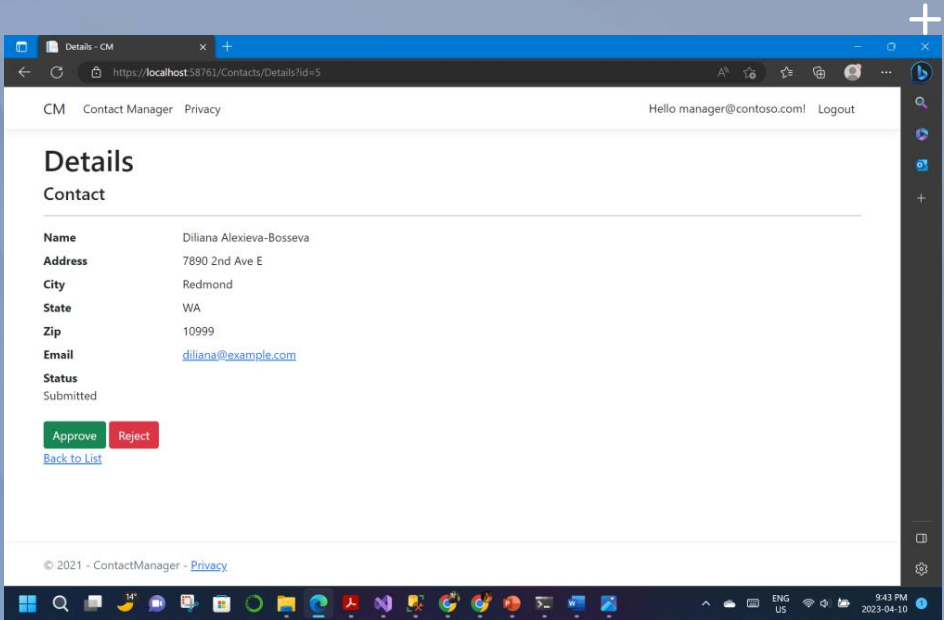 Details - CM
https://localhost:58761/Contacts/Details?id=5
CM Contact Manager Privacy Hello manager@contoso.com! Logout
Details
Contact
Name Diliana Alexieva-Bosseva
Address 7890 2nd Ave E
City Redmond
State WA
Zip 10999
Email diliana@example.com
Status
Submitted
Approve Reject
Back to List
© 2021 - ContactManager - Privacy
14°
ENG 9:43 PM
US 2023-04-10